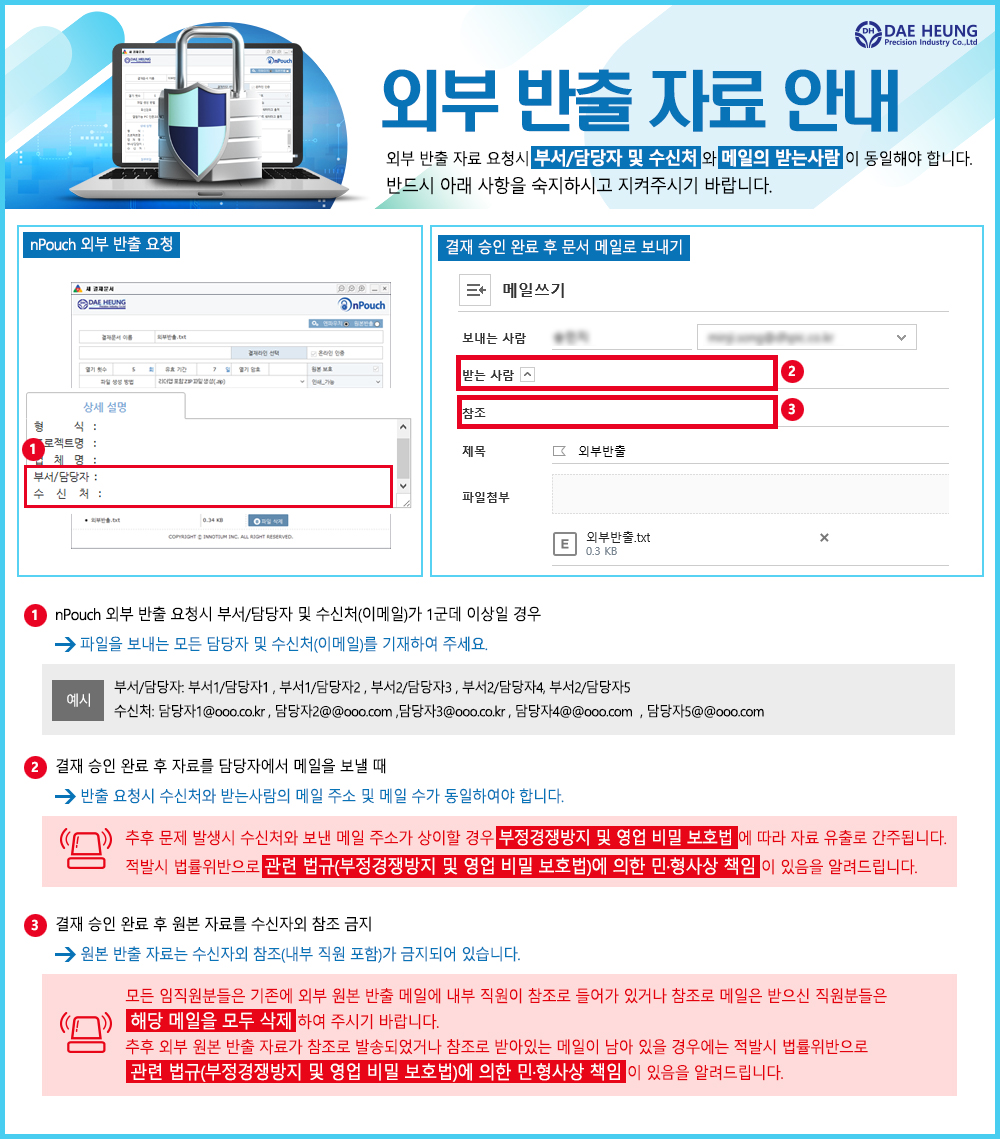 DAE HEUNG
Precision Industry Co.,Ltd
외부 반출 자료 안내
외부 반출 자료 요청시 부서/담당자 및 수신처 와 메일의 받는사람 이 동일해야 합니다.
반드시 아래 사항을 숙지하시고 지켜주시기 바랍니다.
nPouch 외부 반출 요청
새 결재문서
DAE HEUNG
nPouch
원본반출
결재문서 이름
외부반출.txt
결재라인 선택
온라인 인증
열기 횟수 5 회 유효 기간 7 일 열기 암호 원본 보호
파일 생성 방법
인쇄_가능
상세 설명
형 식 :
프로젝트명 :
업 체 명 :
1
부서/담당자 :
수 신 처 :
외부반출.txt 0.34 KB 파일 삭제
COPYRIGHT ⓒ INNOTIUM INC. ALL RIGHT RESERVED.
결재 승인 완료 후 문서 메일로 보내기
메일쓰기
보내는 사람
받는 사람
2
참조
3
제목 외부반출
파일첨부
E 외부반출.txt
0.3 KB
1 nPouch 외부 반출 요청시 부서/담당자 및 수신처(이메일)가 1군데 이상일 경우
파일을 보내는 모든 담당자 및 수신처(이메일)를 기재하여 주세요.
예시
부서/담당자: 부서1/담당자1 , 부서1/담당자2 , 부서2/담당자3 , 부서2/담당자4, 부서2/담당자5
수신처: 담당자1@ooo.co.kr , 담당자2@@ooo.com ,담당자3@ooo.co.kr , 담당자4@@ooo.com , 담당자5@@ooo.com
2 결재 승인 완료 후 자료를 담당자에서 메일을 보낼 때
반출 요청시 수신처와 받는사람의 메일 주소 및 메일 수가 동일하여야 합니다.
추후 문제 발생시 수신처와 보낸 메일 주소가 상이할 경우 부정경쟁방지 및 영업 비밀 보호법에 따라 자료 유출로 간주됩니다.
적발시 법률위반으로 관련 법규(부정경쟁방지 및 영업 비밀 보호법)에 의한 민·형사상 책임 이 있음을 알려드립니다.
3 결재 승인 완료 후 원본 자료를 수신자외 참조 금지
원본 반출 자료는 수신자외 참조(내부 직원 포함)가 금지되어 있습니다.
모든 임직원분들은 기존에 외부 원본 반출 메일에 내부 직원이 참조로 들어가 있거나 참조로 메일은 받으신 직원분들은
해당 메일을 모두 삭제 하여 주시기 바랍니다.
추후 외부 원본 반출 자료가 참조로 발송되었거나 참조로 받아있는 메일이 남아 있을 경우에는 적발시 법률위반으로
관련 법규(부정경쟁방지 및 영업 비밀 보호법)에 의한 민·형사상 책임 이 있음을 알려드립니다.